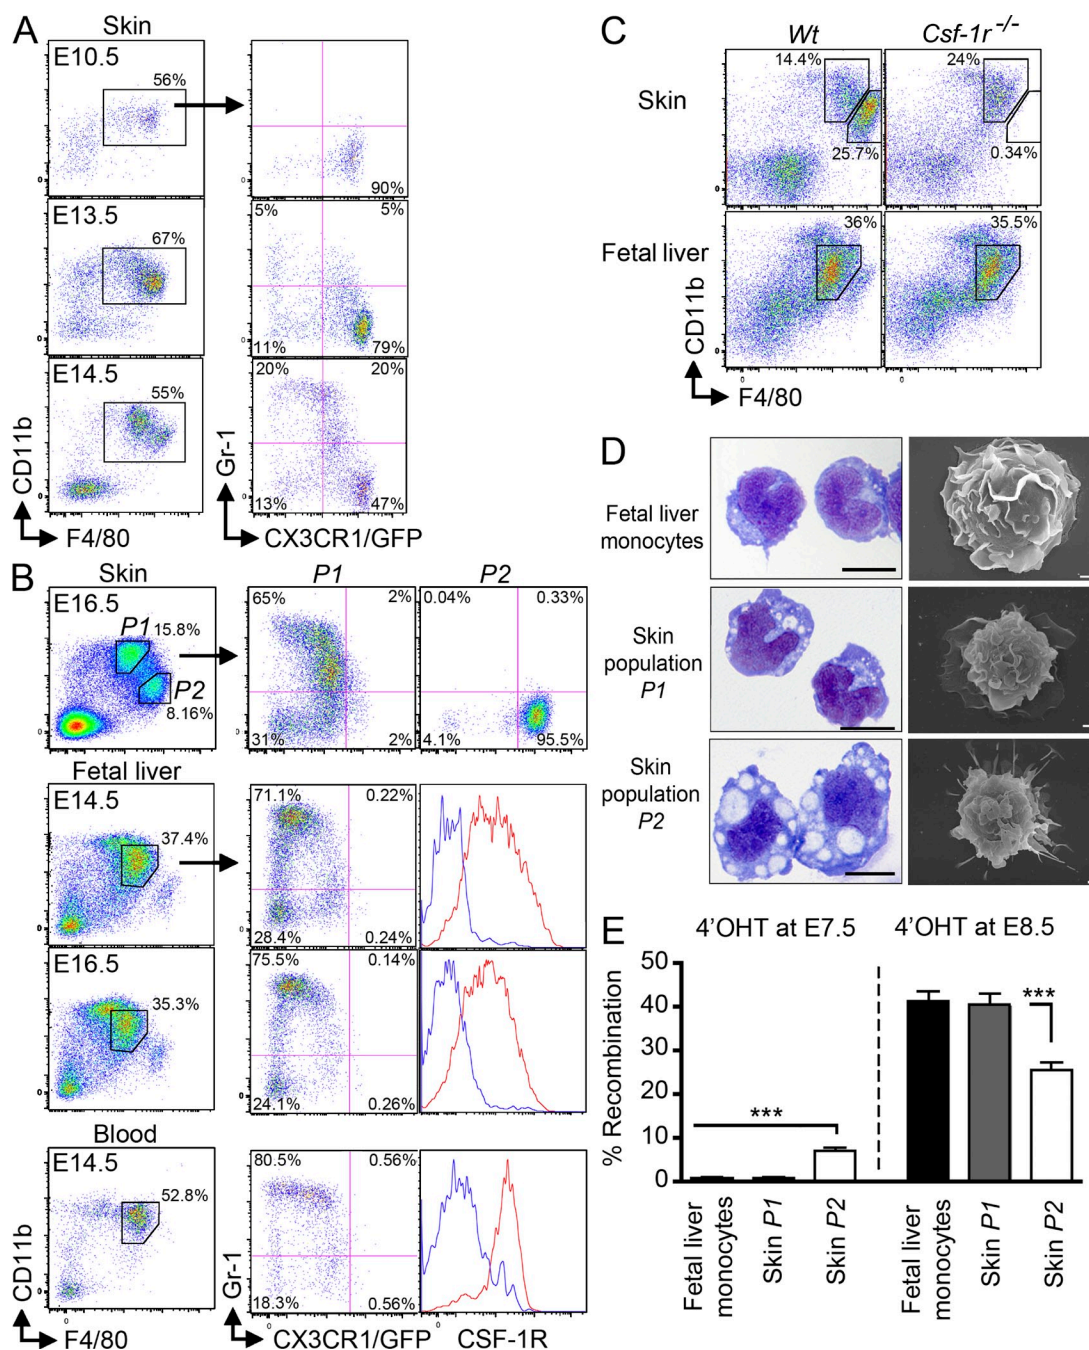 A
Skin
E10.5
56%
90%
0
0
E13.5
67%
5% 5%
11% 79%
0
0
E14.5
55%
20% 20%
13% 47%
0
0
CD11b
F4/80
Gr-1
CX3CR1/GFP
B
Skin
P1
P2
E16.5
P1 15.8%
P2
8.16%
65% 2%
31% 2%
0.04% 0.33%
4.1% 95.5%
Fetal liver
E14.5
37.4%
71.1% 0.22%
28.4% 0.24%
E16.5
35.3%
75.5% 0.14%
24.1% 0.26%
Blood
E14.5
52.8%
80.5% 0.56%
18.3% 0.56%
CD11b
F4/80
Gr-1
CX3CR1/GFP
CSF-1R
C
Wt
Csf-1r -/-
Skin
14.4%
25.7%
24%
0.34%
Fetal liver
36%
35.5%
CD11b
F4/80
D
Fetal liver
monocytes
Skin
population
P1
Skin
population
P2
E
4'OHT at E7.5
4'OHT at E8.5
% Recombination
50
40
30
20
10
0
***
***
Fetal liver
monocytes
Skin P1
Skin P2
Fetal liver
monocytes
Skin P1
Skin P2